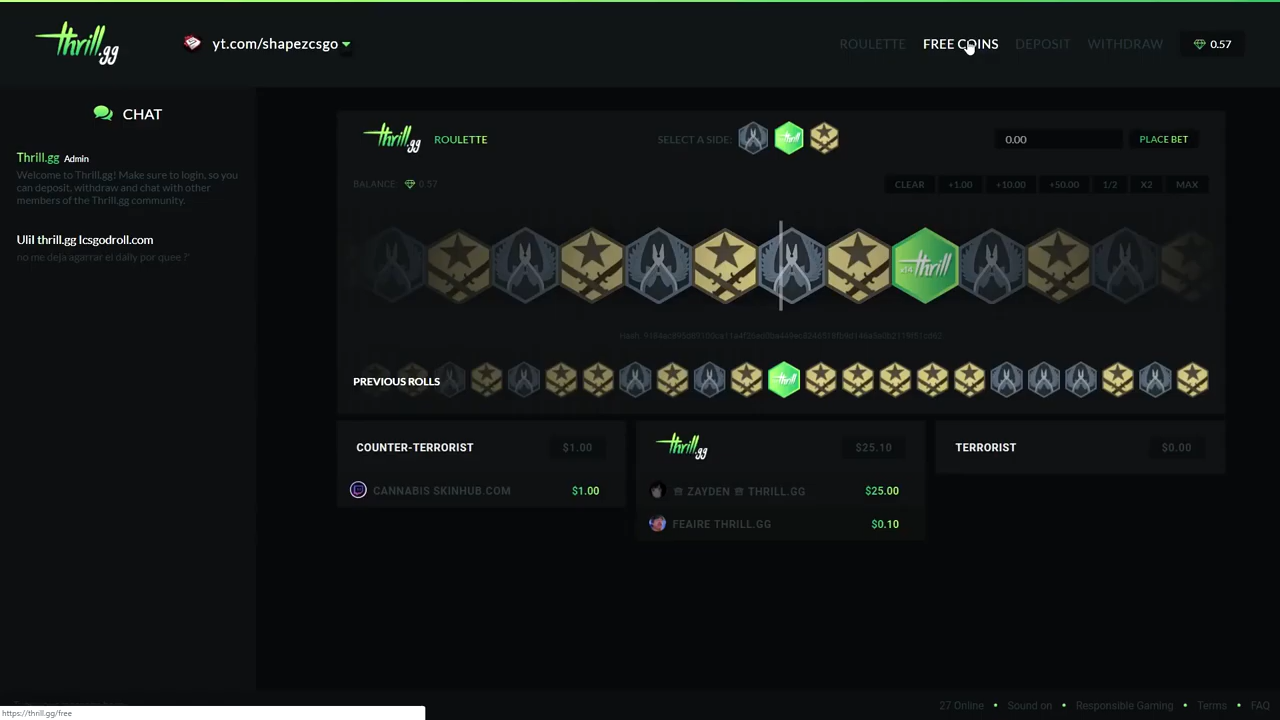 thrill.gg
yt.com/shapezcsgo
ROULETTE
FREE COINS
DEPOSIT
WITHDRAW
0.57
CHAT
Thrill.gg Admin
Welcome to Thrill.gg! Make sure to login, so you
can deposit, withdraw and chat with other
members of the Thrill.gg community.
Ulil thrill.gg lcsgodroll.com
no me deja agarrar el daily por quee ?'
thrill.gg
ROULETTE
SELECT A SIDE:
thrill
0.00
PLACE BET
BALANCE
0.57
CLEAR
+1.00
+10.00
+50.00
1/2
X2
MAX
x14 thrill
PREVIOUS ROLLS
thrill
COUNTER-TERRORIST
$1.00
CANNABIS SKINHUB.COM
$1.00
thrill.gg
$25.10
ZAYDEN THRILL.GG
$25.00
FEAIRE THRILL.GG
$0.10
TERRORIST
$0.00
https://thrill.gg/free
27 Online • Sound on • Responsible Gaming • Terms • FAQ